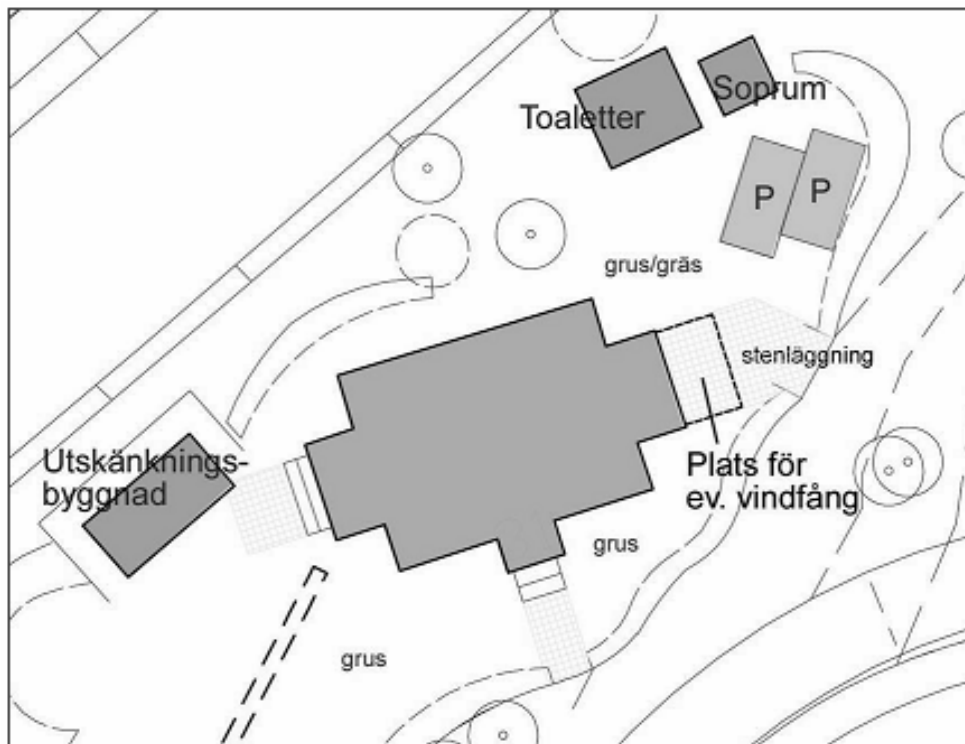 Soprum
Toaletter
P
P
grus/gräs
stenläggning
Utskänknings-
byggnad
Plats för
ev. vindfång
grus
grus